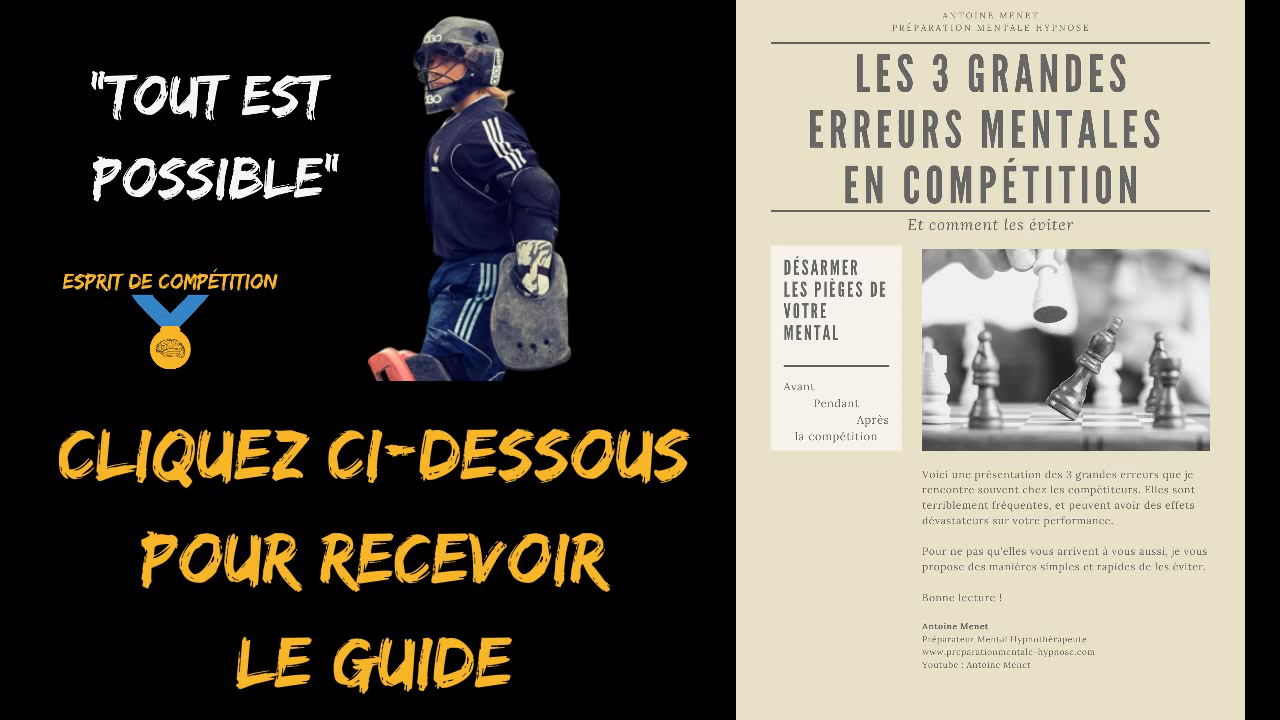 "TOUT EST
POSSIBLE"
ESPRIT DE COMPÉTITION
CLIQUEZ CI-DESSOUS
POUR RECEVOIR
LE GUIDE
ANTOINE MENET
PRÉPARATION MENTALE HYPNOSE
LES 3 GRANDES
ERREURS MENTALES
EN COMPÉTITION
Et comment les éviter
DÉSARMER
LES PIÈGES DE
VOTRE
MENTAL
Avant
Pendant
Après
la compétition
Voici une présentation des 3 grandes erreurs que je
rencontre souvent chez les compétiteurs. Elles sont
terriblement fréquentes, et peuvent avoir des effets
dévastateurs sur votre performance.
Pour ne pas qu'elles vous arrivent à vous aussi, je vous
propose des manières simples et rapides de les éviter.
Bonne lecture !
Antoine Menet
Préparateur Mental Hypnothérapeute
www.preparationmentale-hypnose.com
Youtube : Antoine Menet